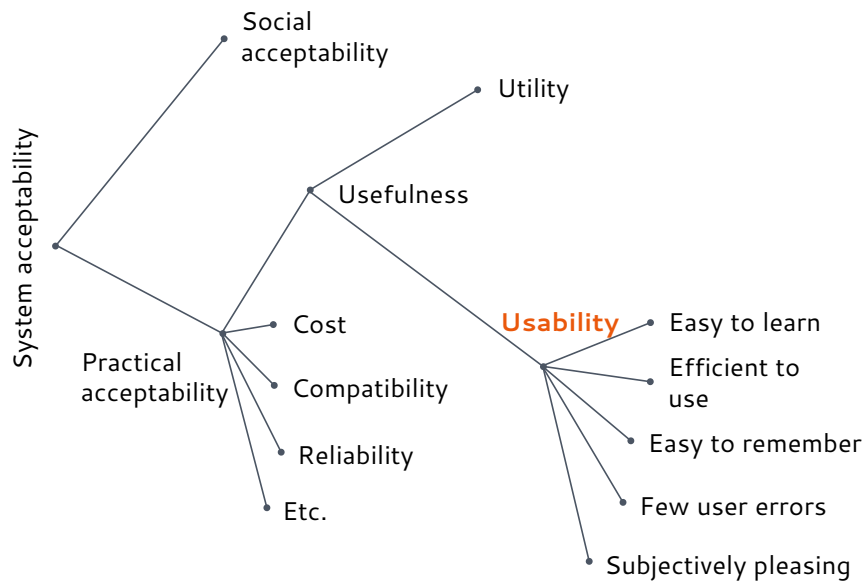 Social
acceptability
Utility
System acceptability
Usefulness
Usability
Cost
Easy to learn
Practical
acceptability
Efficient to
use
Compatibility
Easy to remember
Reliability
Few user errors
Etc.
Subjectively pleasing